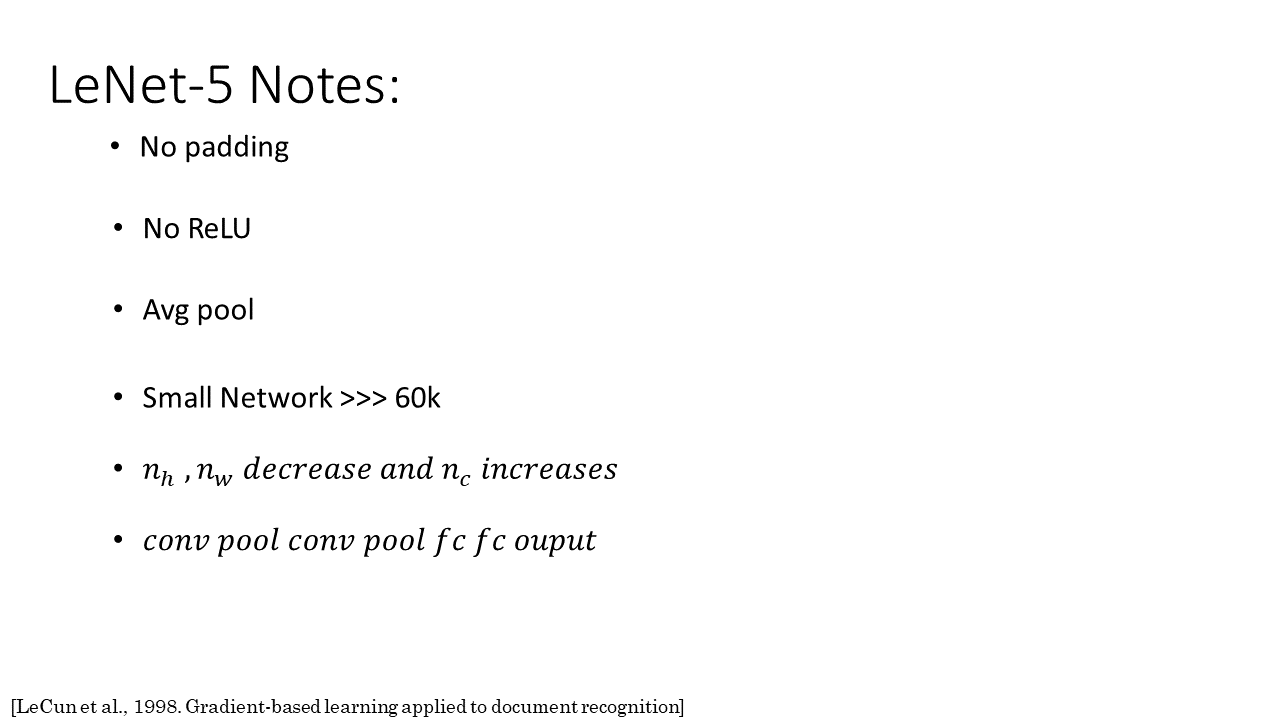 LeNet-5 Notes:
• No padding
• No ReLU
• Avg pool
• Small Network >>> 60k
• n_h , n_w decrease and n_c increases
• conv pool conv pool fc fc ouput
[LeCun et al., 1998. Gradient-based learning applied to document recognition]